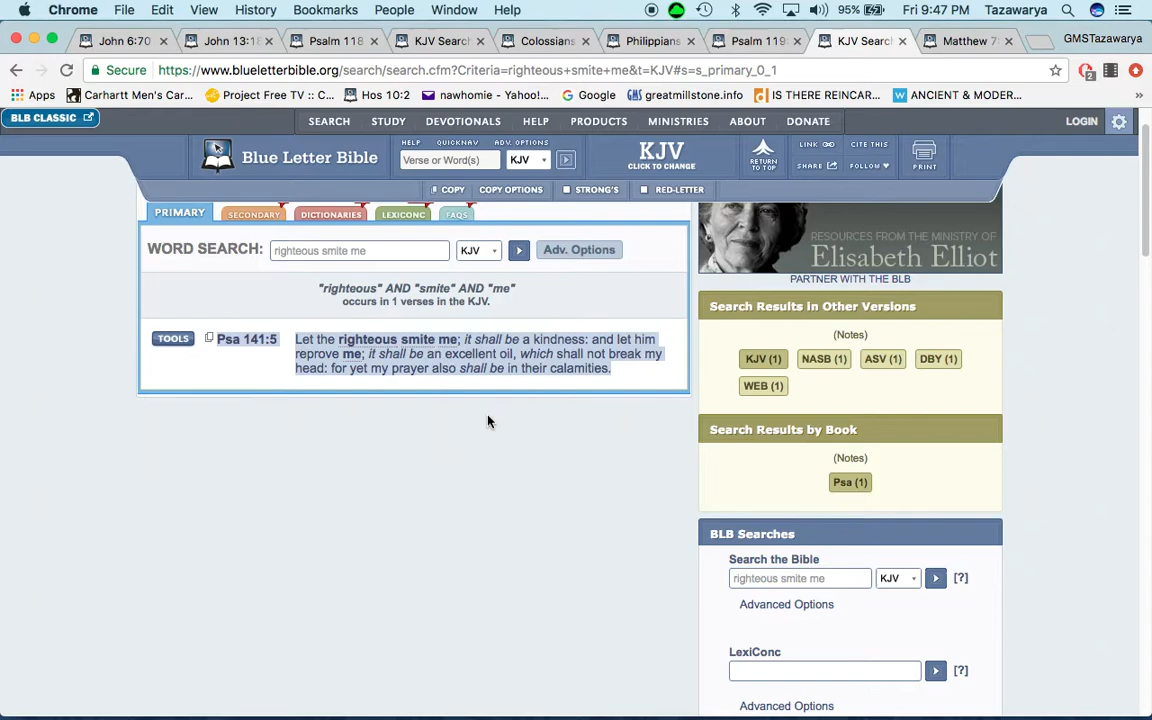 Chrome File Edit View History Bookmarks People Window Help 95% Fri 9:47 PM Tazawarya
John 6:70 John 13:18 Psalm 118 KJV Search Colossians Philippians Psalm 119 KJV Search Matthew 7 GMSTazawarya
Secure https://www.blueletterbible.org/search/search.cfm?Criteria=righteous+smite+me&t=KJV#s=s_primary_0_1 2
Apps Carhartt Men's Car... Project Free TV :: C... Hos 10:2 nawhomie - Yahoo!... Google GMS greatmillstone.info IS THERE REINCAR... W ANCIENT & MODER... »
BLB CLASSIC SEARCH STUDY DEVOTIONALS HELP PRODUCTS MINISTRIES ABOUT DONATE LOGIN
HELP QUICKNAV ADV. OPTIONS
Blue Letter Bible Verse or Word(s) KJV KJV CLICK TO CHANGE RETURN TO TOP LINK CITE THIS SHARE FOLLOW PRINT
COPY COPY OPTIONS STRONG'S RED-LETTER
PRIMARY SECONDARY DICTIONARIES LEXICONC FAQS
WORD SEARCH: righteous smite me KJV Adv. Options
"righteous" AND "smite" AND "me"
occurs in 1 verses in the KJV.
TOOLS Psa 141:5 Let the righteous smite me; it shall be a kindness: and let him
reprove me; it shall be an excellent oil, which shall not break my
head: for yet my prayer also shall be in their calamities.
RESOURCES FROM THE MINISTRY OF
Elisabeth Elliot
PARTNER WITH THE BLB
Search Results in Other Versions
(Notes)
KJV (1) NASB (1) ASV (1) DBY (1)
WEB (1)
Search Results by Book
(Notes)
Psa (1)
BLB Searches
Search the Bible
righteous smite me KJV [?]
Advanced Options
LexiConc
[?]
Advanced Options